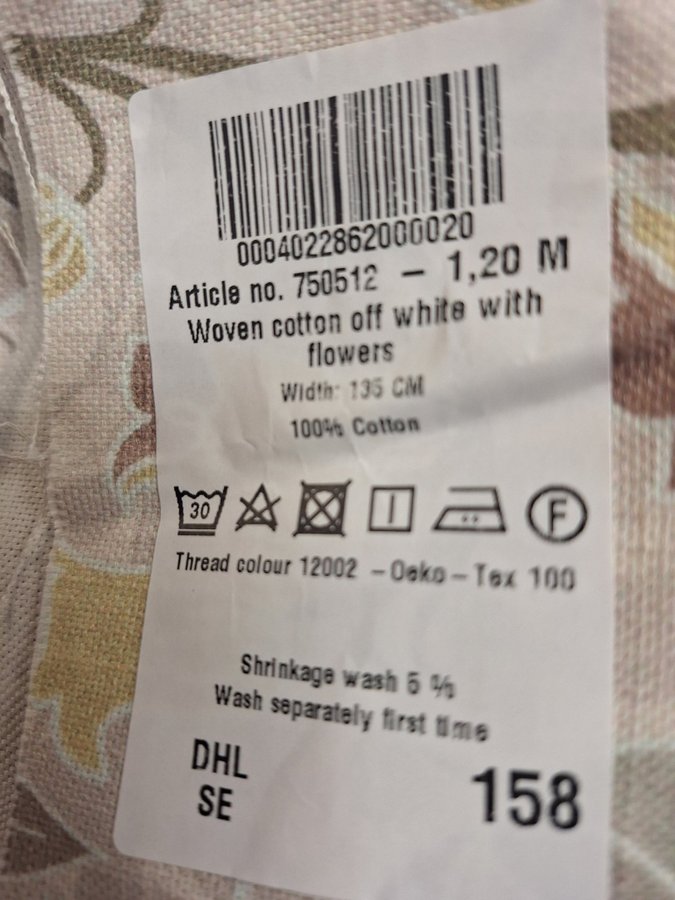 0004022862000020
Article no. 750512 - 1,20 M
Woven cotton off white with
flowers
Width: 135 CM
100% Cotton
30 F
Thread colour 12002 - Oeko - Tex 100
Shrinkage wash 5 %
Wash separately first time
DHL
SE
158